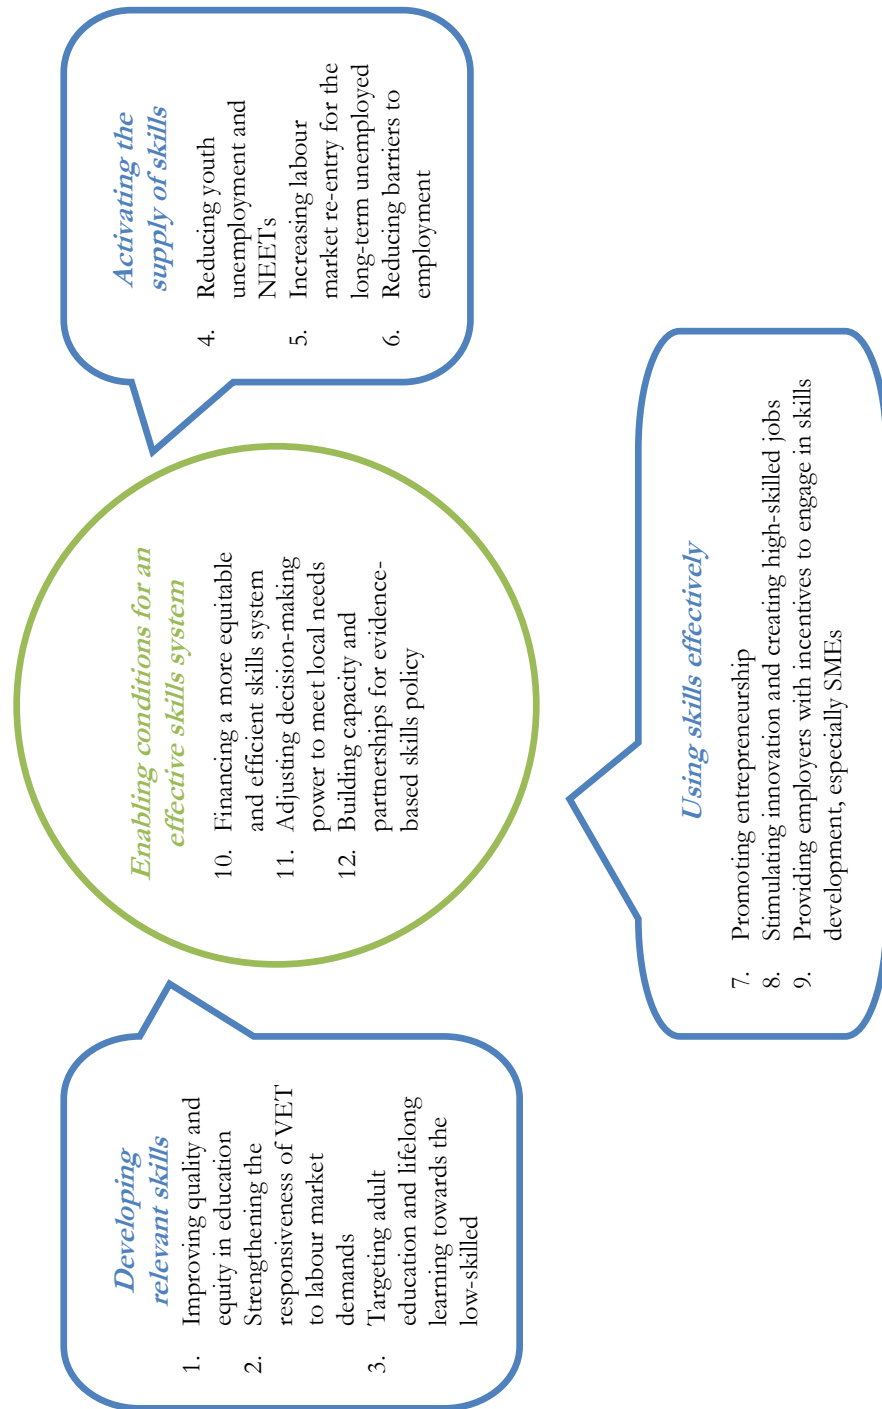 Developing
relevant skills
1. Improving quality and
equity in education
2. Strengthening the
responsiveness of VET
to labour market
demands
3. Targeting adult
education and lifelong
learning towards the
low-skilled
Enabling conditions for an
effective skills system
10. Financing a more equitable
and efficient skills system
11. Adjusting decision-making
power to meet local needs
12. Building capacity and
partnerships for evidence-
based skills policy
Activating the
supply of skills
4. Reducing youth
unemployment and
NEETs
5. Increasing labour
market re-entry for the
long-term unemployed
6. Reducing barriers to
employment
Using skills effectively
7. Promoting entrepreneurship
8. Stimulating innovation and creating high-skilled jobs
9. Providing employers with incentives to engage in skills
development, especially SMEs